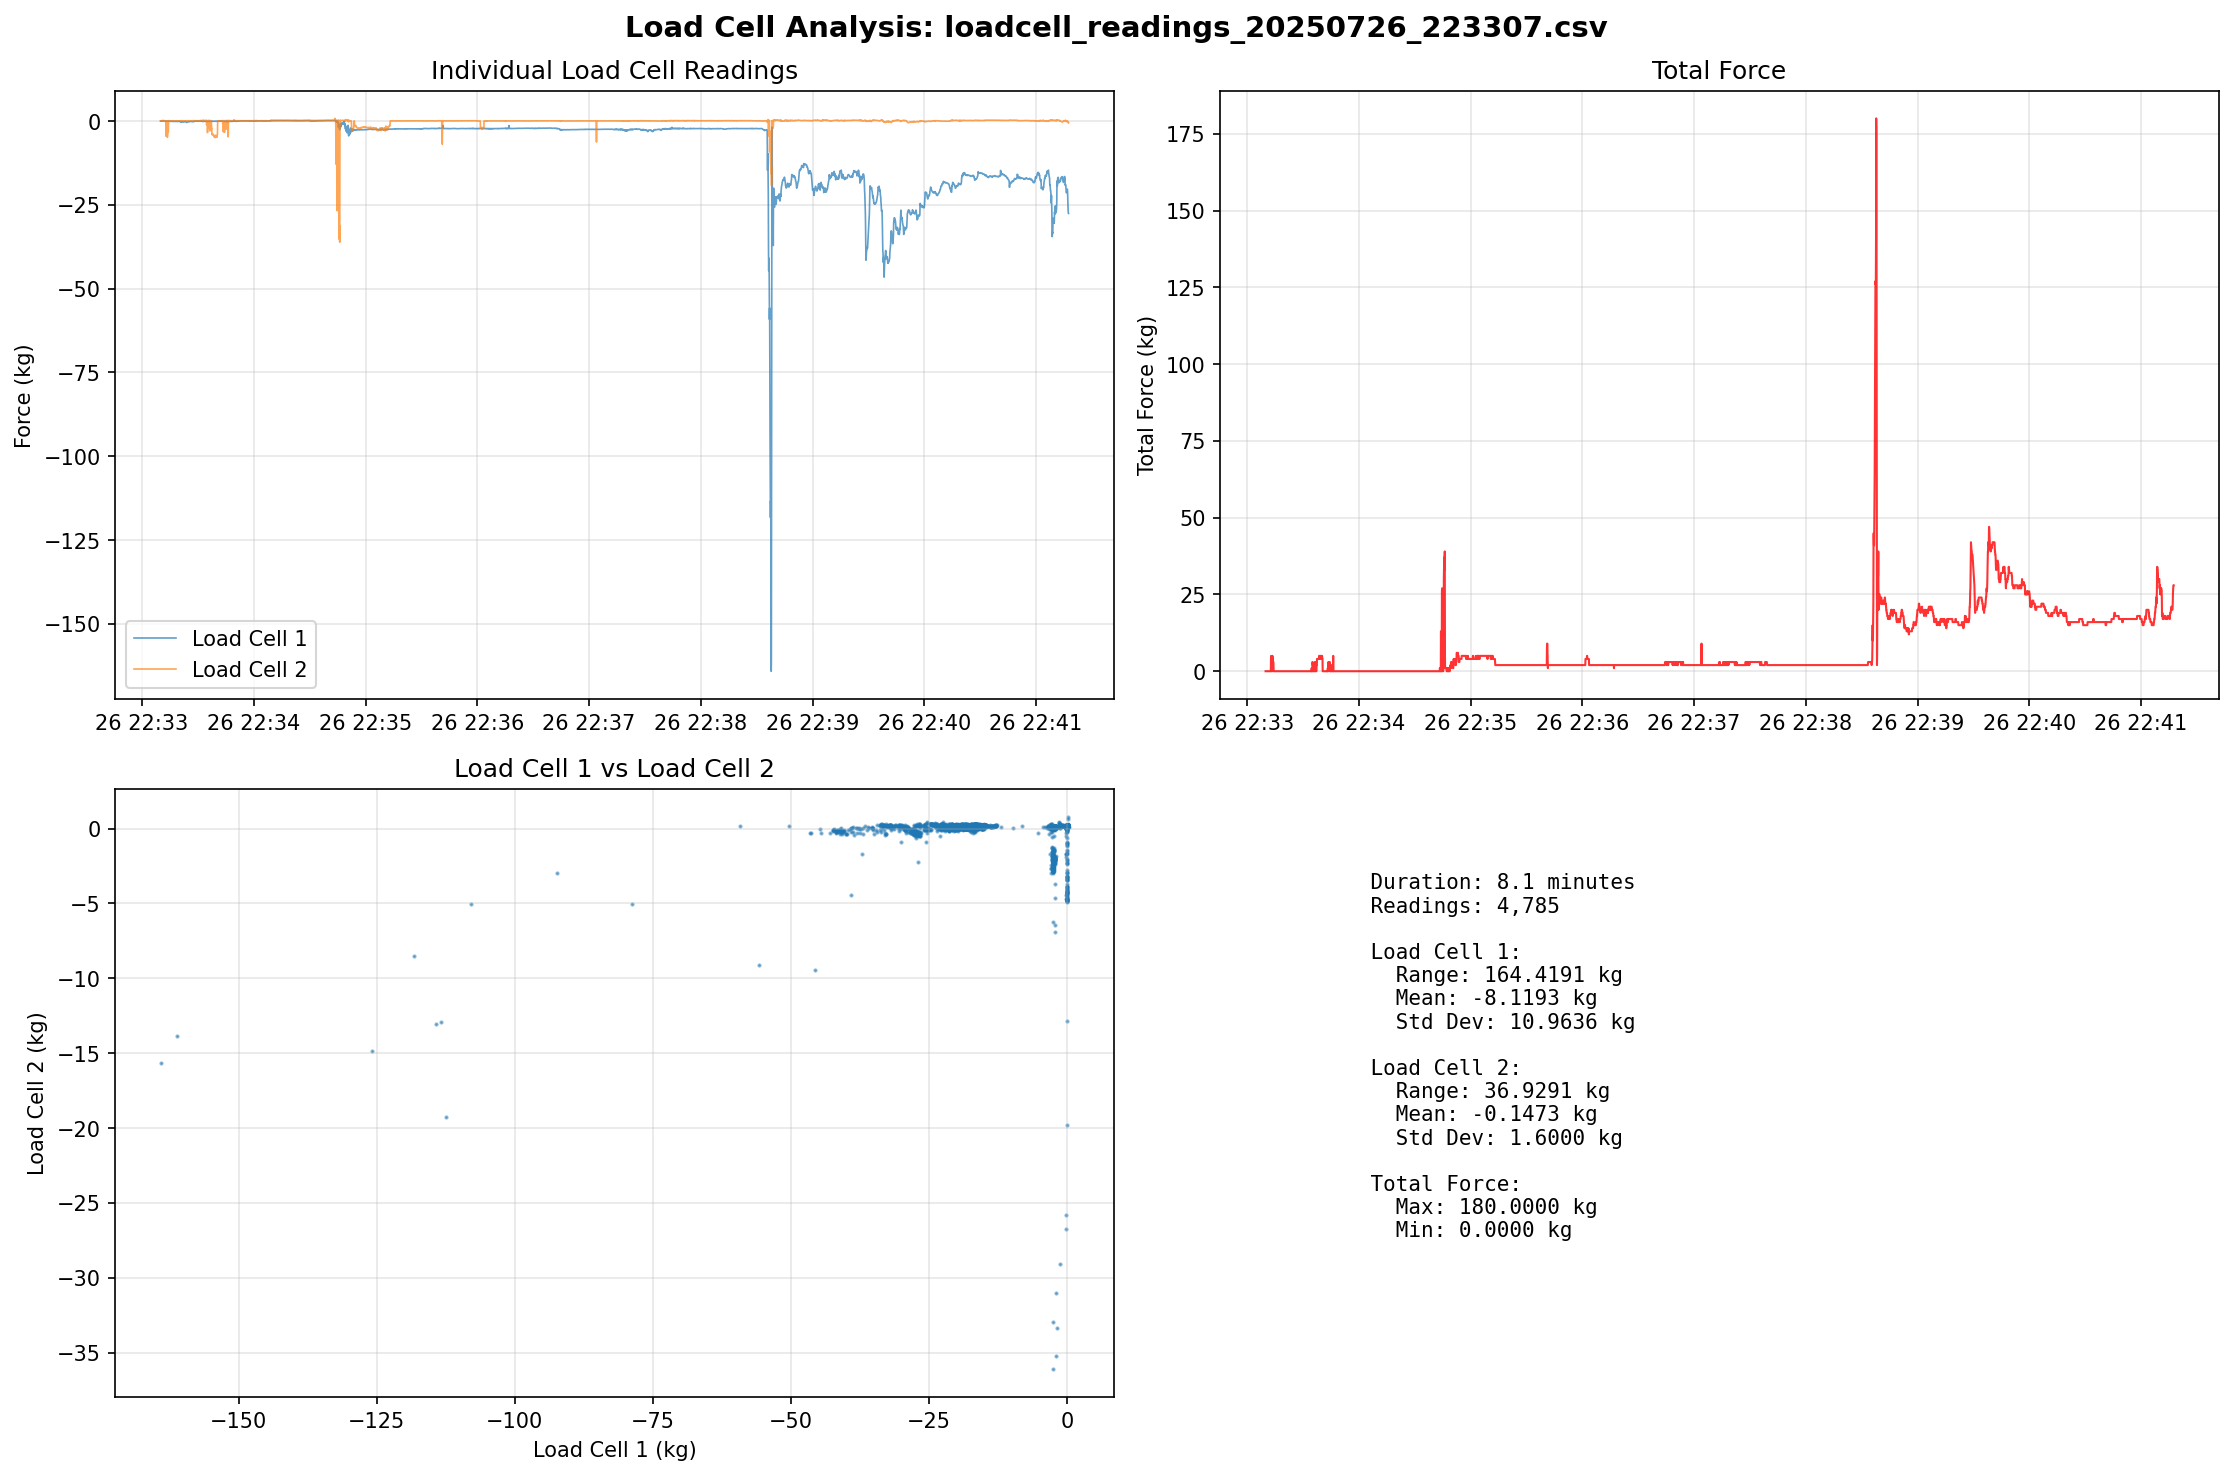 Load Cell Analysis: loadcell_readings_20250726_223307.csv
Individual Load Cell Readings
Force (kg)
0
−25
−50
−75
−100
−125
−150
Load Cell 1
Load Cell 2
26 22:33 26 22:34 26 22:35 26 22:36 26 22:37 26 22:38 26 22:39 26 22:40 26 22:41
Total Force
Total Force (kg)
175
150
125
100
75
50
25
0
26 22:33 26 22:34 26 22:35 26 22:36 26 22:37 26 22:38 26 22:39 26 22:40 26 22:41
Load Cell 1 vs Load Cell 2
Load Cell 2 (kg)
0
−5
−10
−15
−20
−25
−30
−35
−150 −125 −100 −75 −50 −25 0
Load Cell 1 (kg)
Duration: 8.1 minutes
Readings: 4,785
Load Cell 1:
Range: 164.4191 kg
Mean: -8.1193 kg
Std Dev: 10.9636 kg
Load Cell 2:
Range: 36.9291 kg
Mean: -0.1473 kg
Std Dev: 1.6000 kg
Total Force:
Max: 180.0000 kg
Min: 0.0000 kg